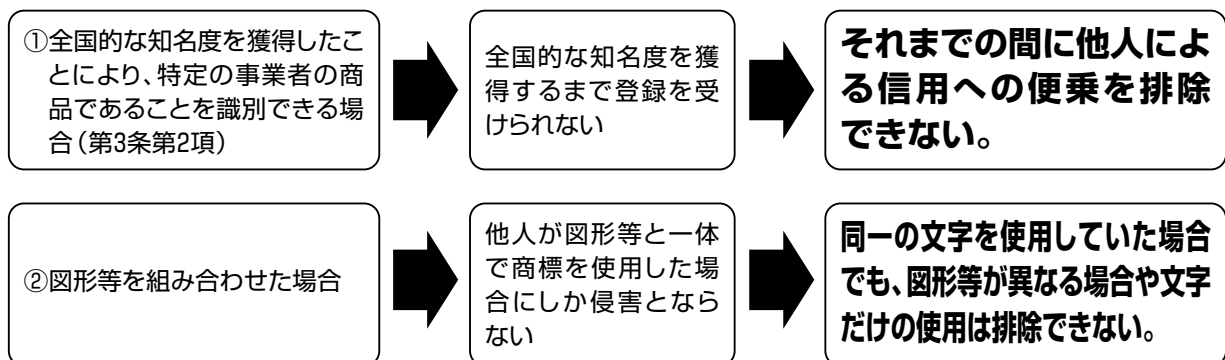 ①全国的な知名度を獲得したこ
とにより、特定の事業者の商
品であることを識別できる場
合(第3条第2項)
全国的な知名度を獲
得するまで登録を受
けられない
それまでの間に他人によ
る信用への便乗を排除
できない。
②図形等を組み合わせた場合
他人が図形等と一体
で商標を使用した場
合にしか侵害となら
ない
同一の文字を使用していた場合
でも、図形等が異なる場合や文字
だけの使用は排除できない。